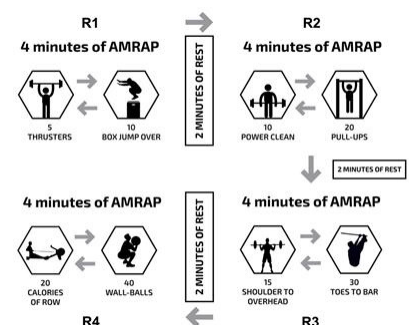 R1
4 minutes of AMRAP
5
THRUSTERS
10
BOX JUMP OVER
2 MINUTES OF REST
R2
4 minutes of AMRAP
10
POWER CLEAN
20
PULL-UPS
2 MINUTES OF REST
4 minutes of AMRAP
15
SHOULDER TO
OVERHEAD
30
TOES TO BAR
R3
2 MINUTES OF REST
4 minutes of AMRAP
20
CALORIES
OF ROW
40
WALL-BALLS
R4